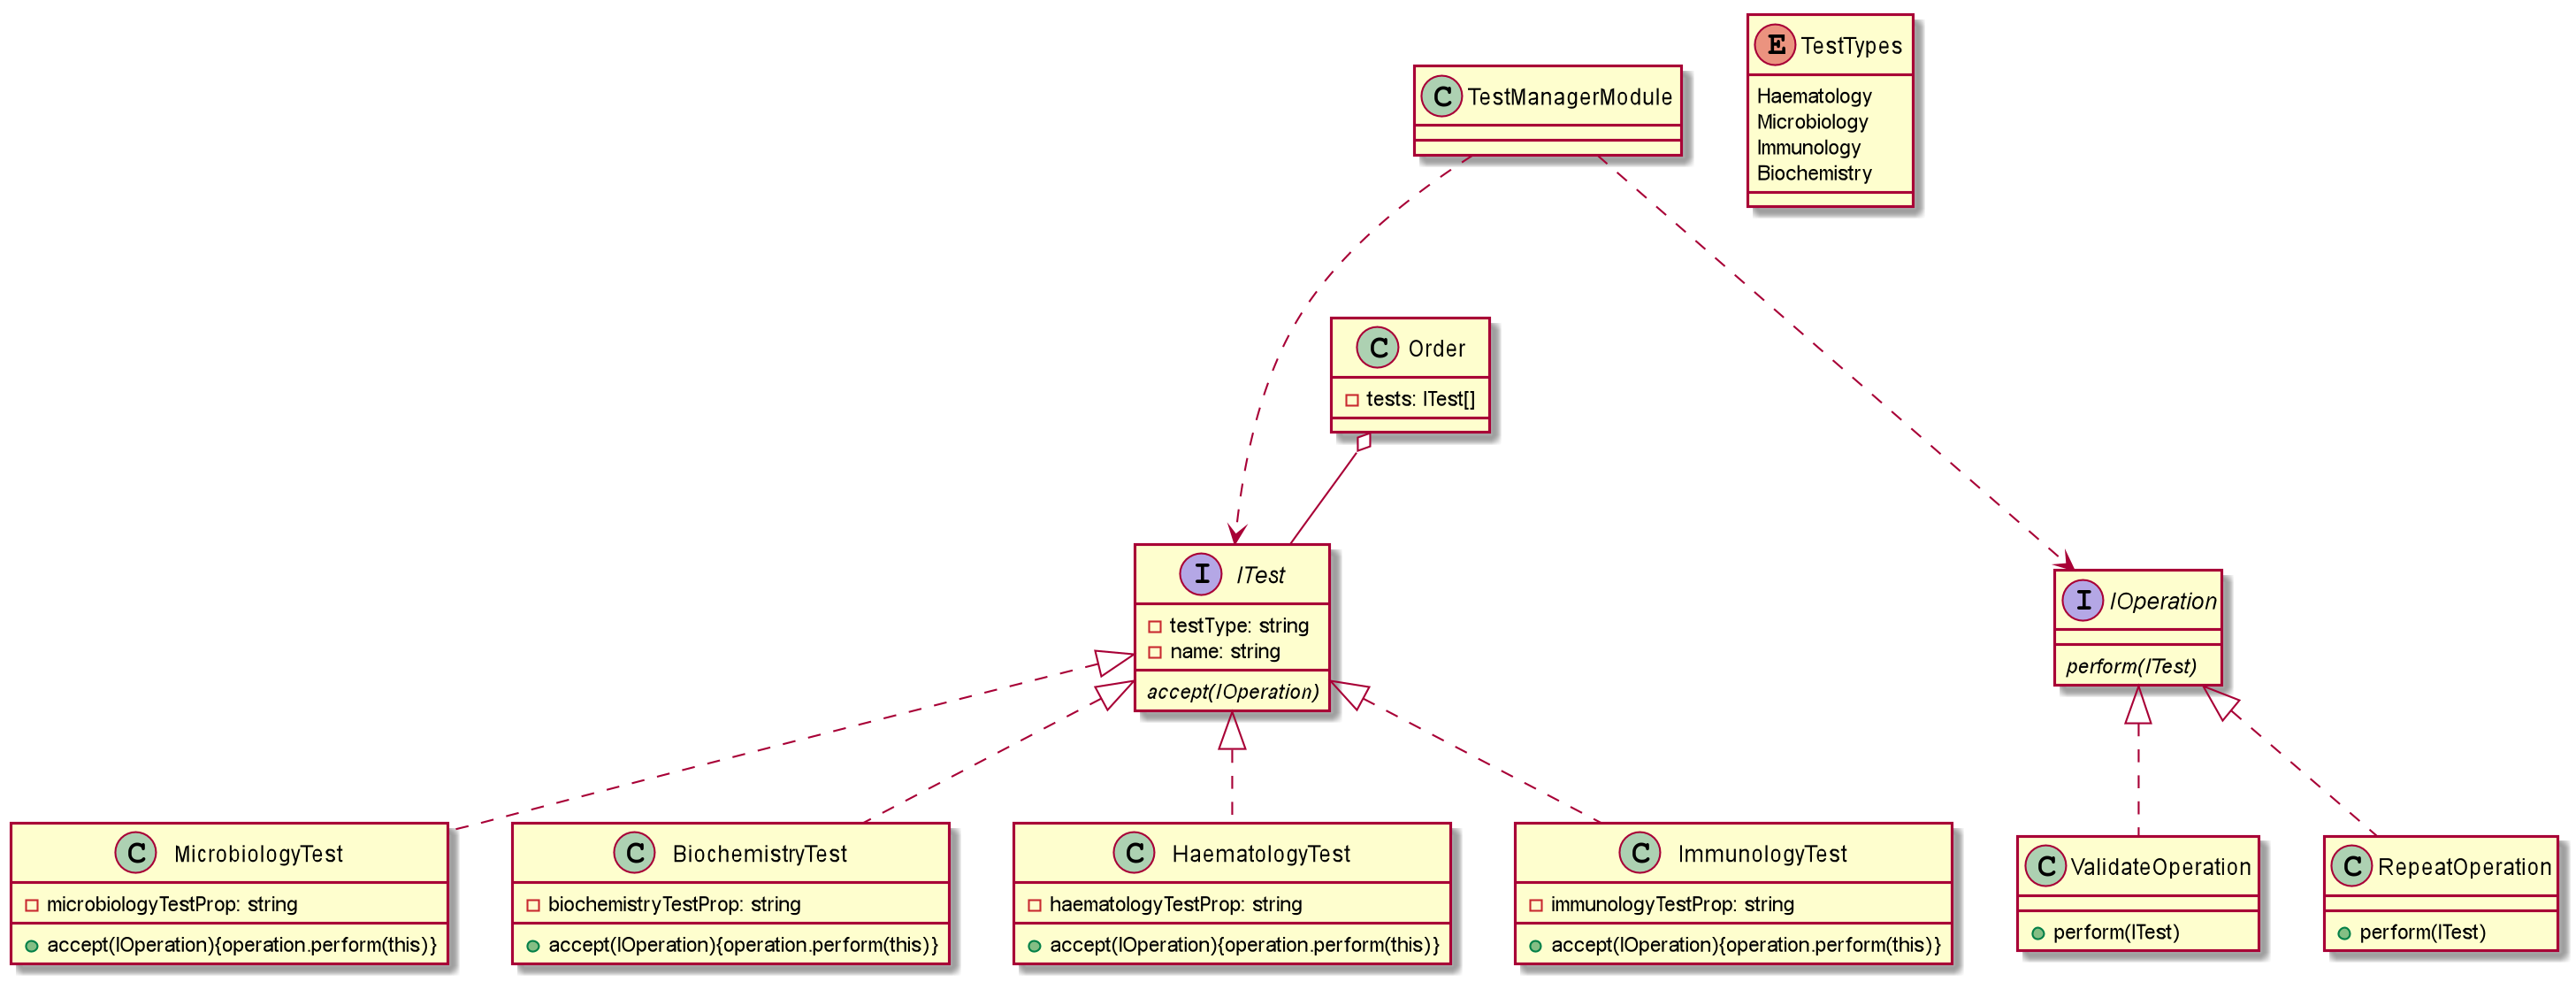 E TestTypes
Haematology
Microbiology
Immunology
Biochemistry
C TestManagerModule
C Order
tests: ITest[]
I ITest
testType: string
name: string
accept(IOperation)
I IOperation
perform(ITest)
C MicrobiologyTest
microbiologyTestProp: string
accept(IOperation){operation.perform(this)}
C BiochemistryTest
biochemistryTestProp: string
accept(IOperation){operation.perform(this)}
C HaematologyTest
haematologyTestProp: string
accept(IOperation){operation.perform(this)}
C ImmunologyTest
immunologyTestProp: string
accept(IOperation){operation.perform(this)}
C ValidateOperation
perform(ITest)
C RepeatOperation
perform(ITest)